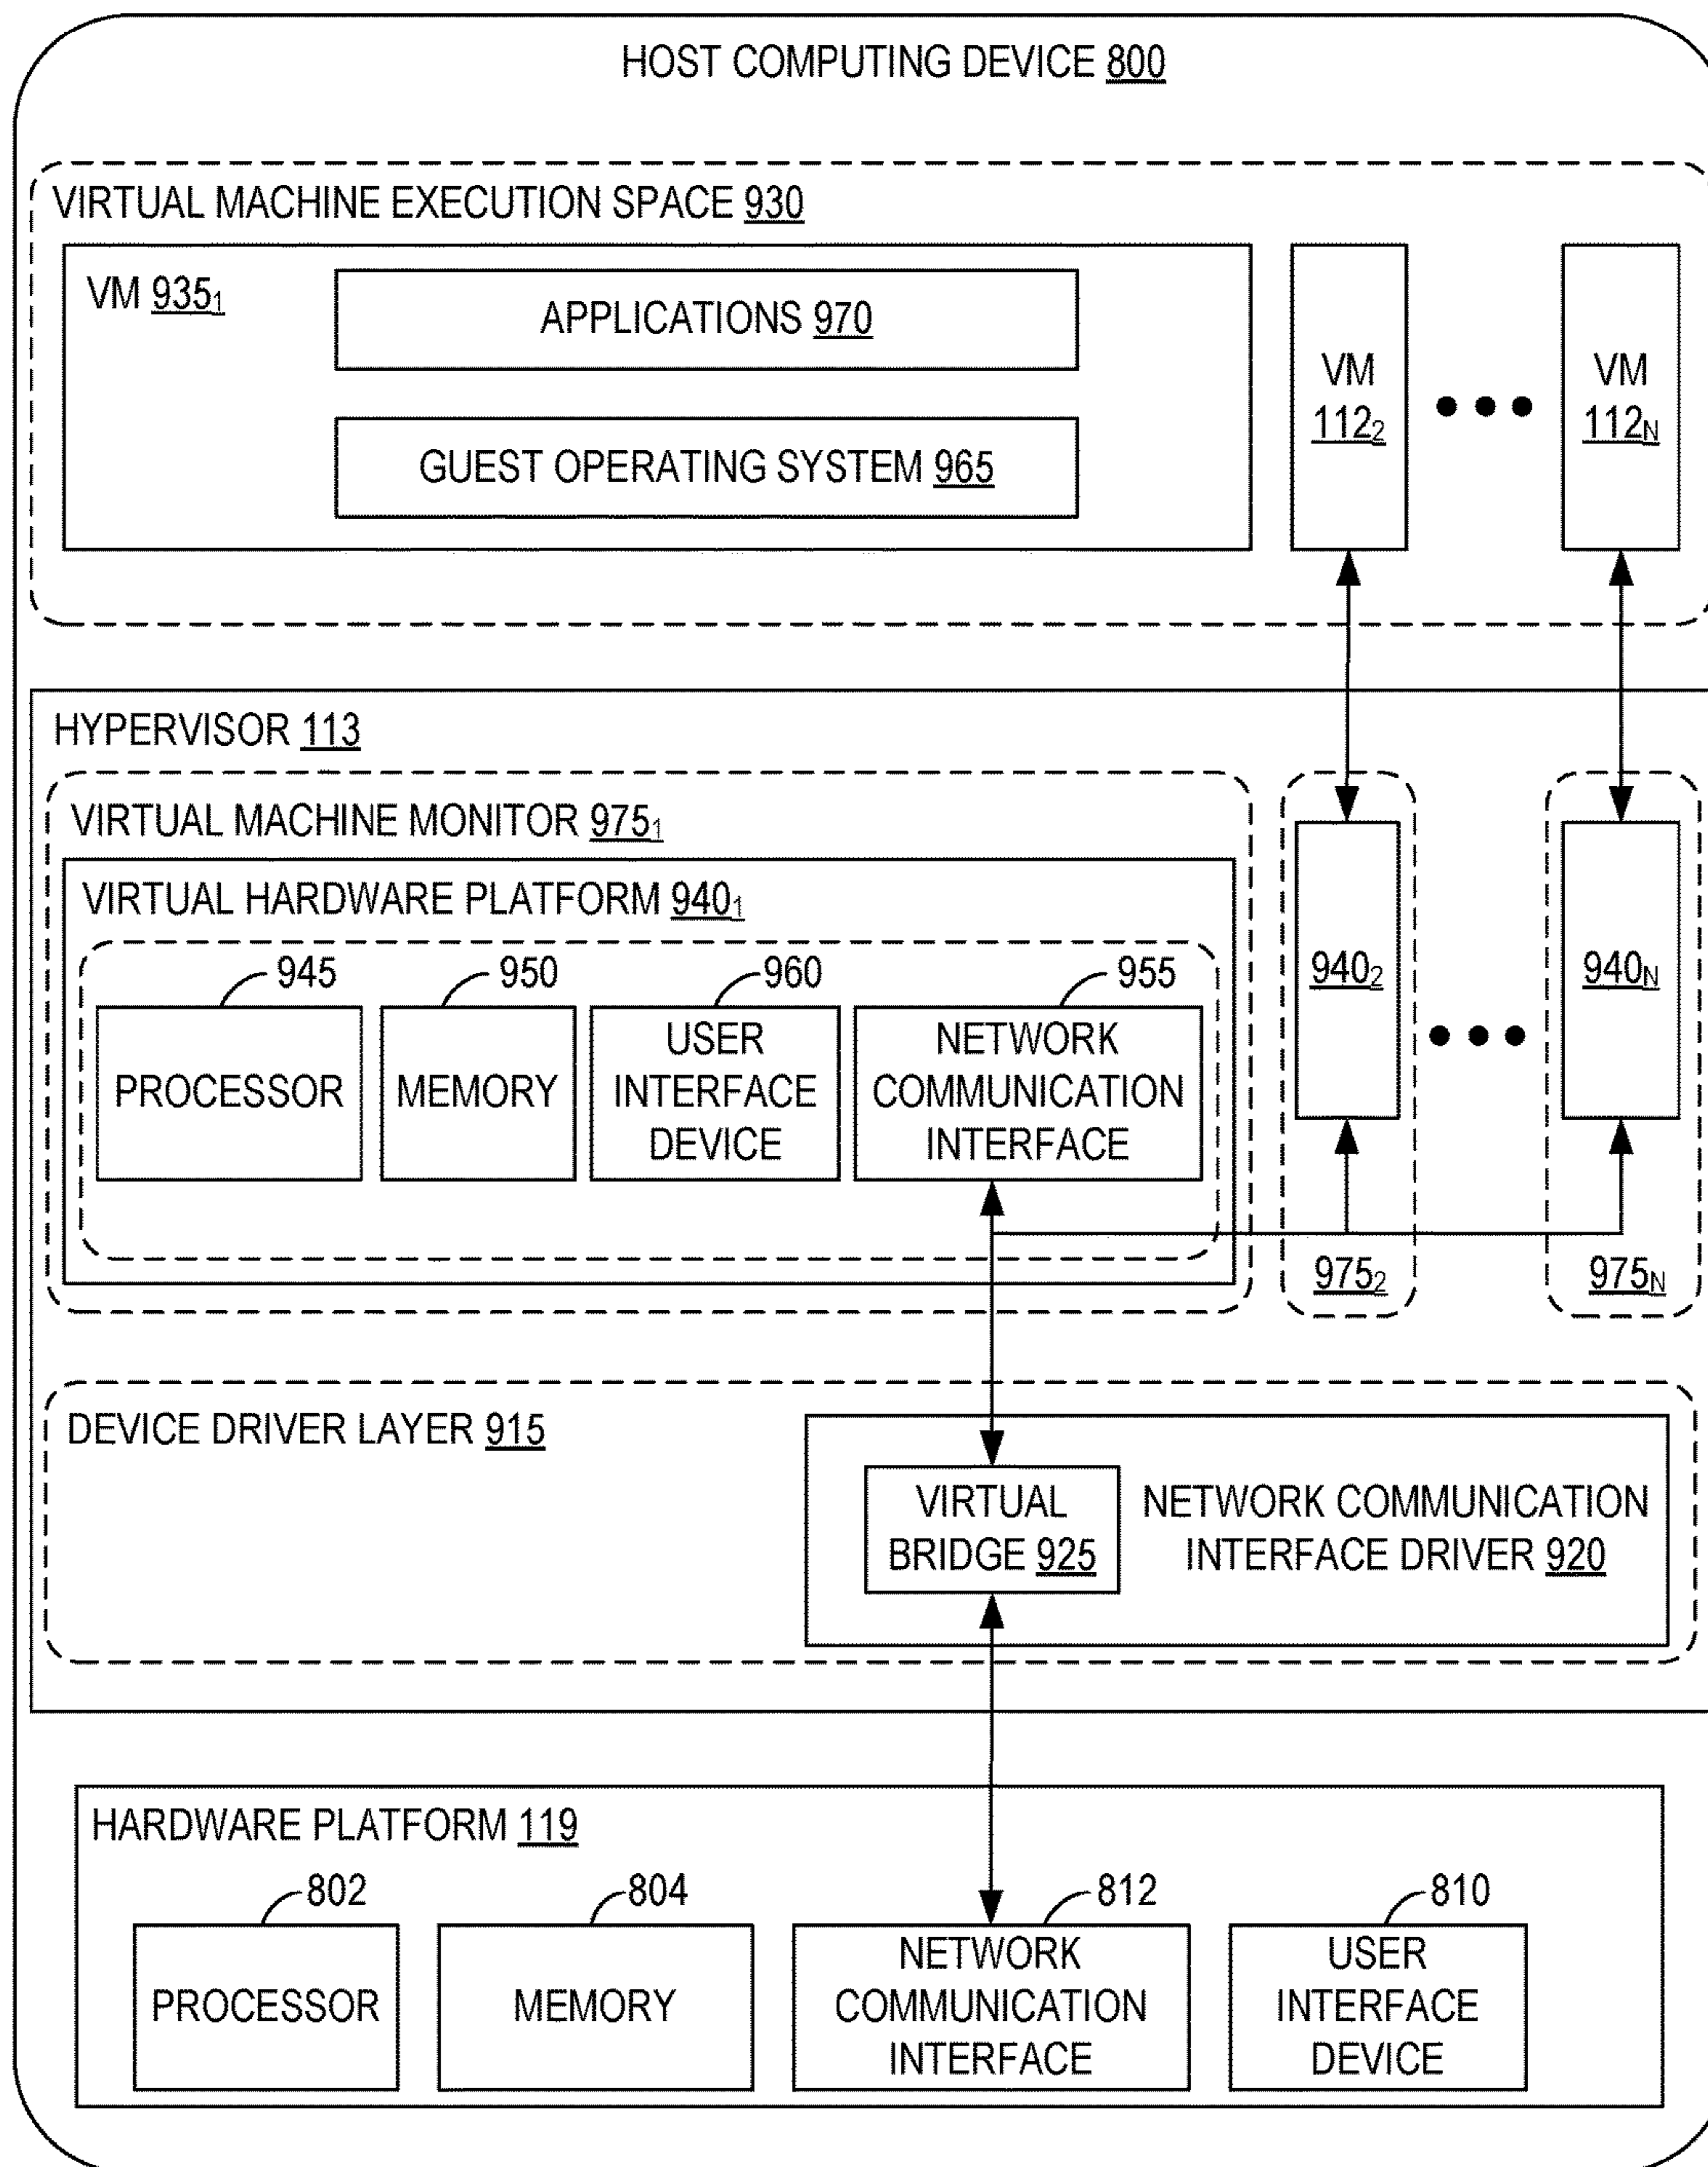 HOST COMPUTING DEVICE 800
VIRTUAL MACHINE EXECUTION SPACE 930
VM 935₁
APPLICATIONS 970
GUEST OPERATING SYSTEM 965
VM
112₂
VM
112ₙ
HYPERVISOR 113
VIRTUAL MACHINE MONITOR 975₁
VIRTUAL HARDWARE PLATFORM 940₁
945
950
960
955
PROCESSOR
MEMORY
USER
INTERFACE
DEVICE
NETWORK
COMMUNICATION
INTERFACE
940₂
940ₙ
975₂
975ₙ
DEVICE DRIVER LAYER 915
VIRTUAL
BRIDGE 925
NETWORK COMMUNICATION
INTERFACE DRIVER 920
HARDWARE PLATFORM 119
802
804
812
810
PROCESSOR
MEMORY
NETWORK
COMMUNICATION
INTERFACE
USER
INTERFACE
DEVICE